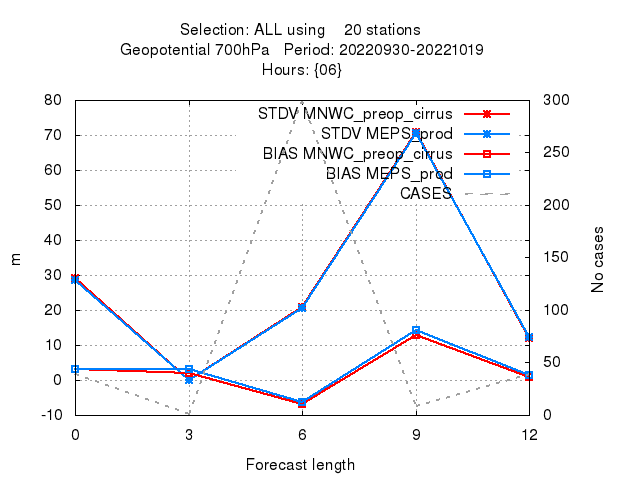 Selection: ALL using 20 stations
Geopotential 700hPa Period: 20220930-20221019
Hours: {06}
STDV MNWC_preop_cirrus
STDV MEPS_prod
BIAS MNWC_preop_cirrus
BIAS MEPS_prod
CASES
80
70
60
50
40
30
20
10
0
-10
m
300
250
200
150
100
50
0
No cases
0 3 6 9 12
Forecast length